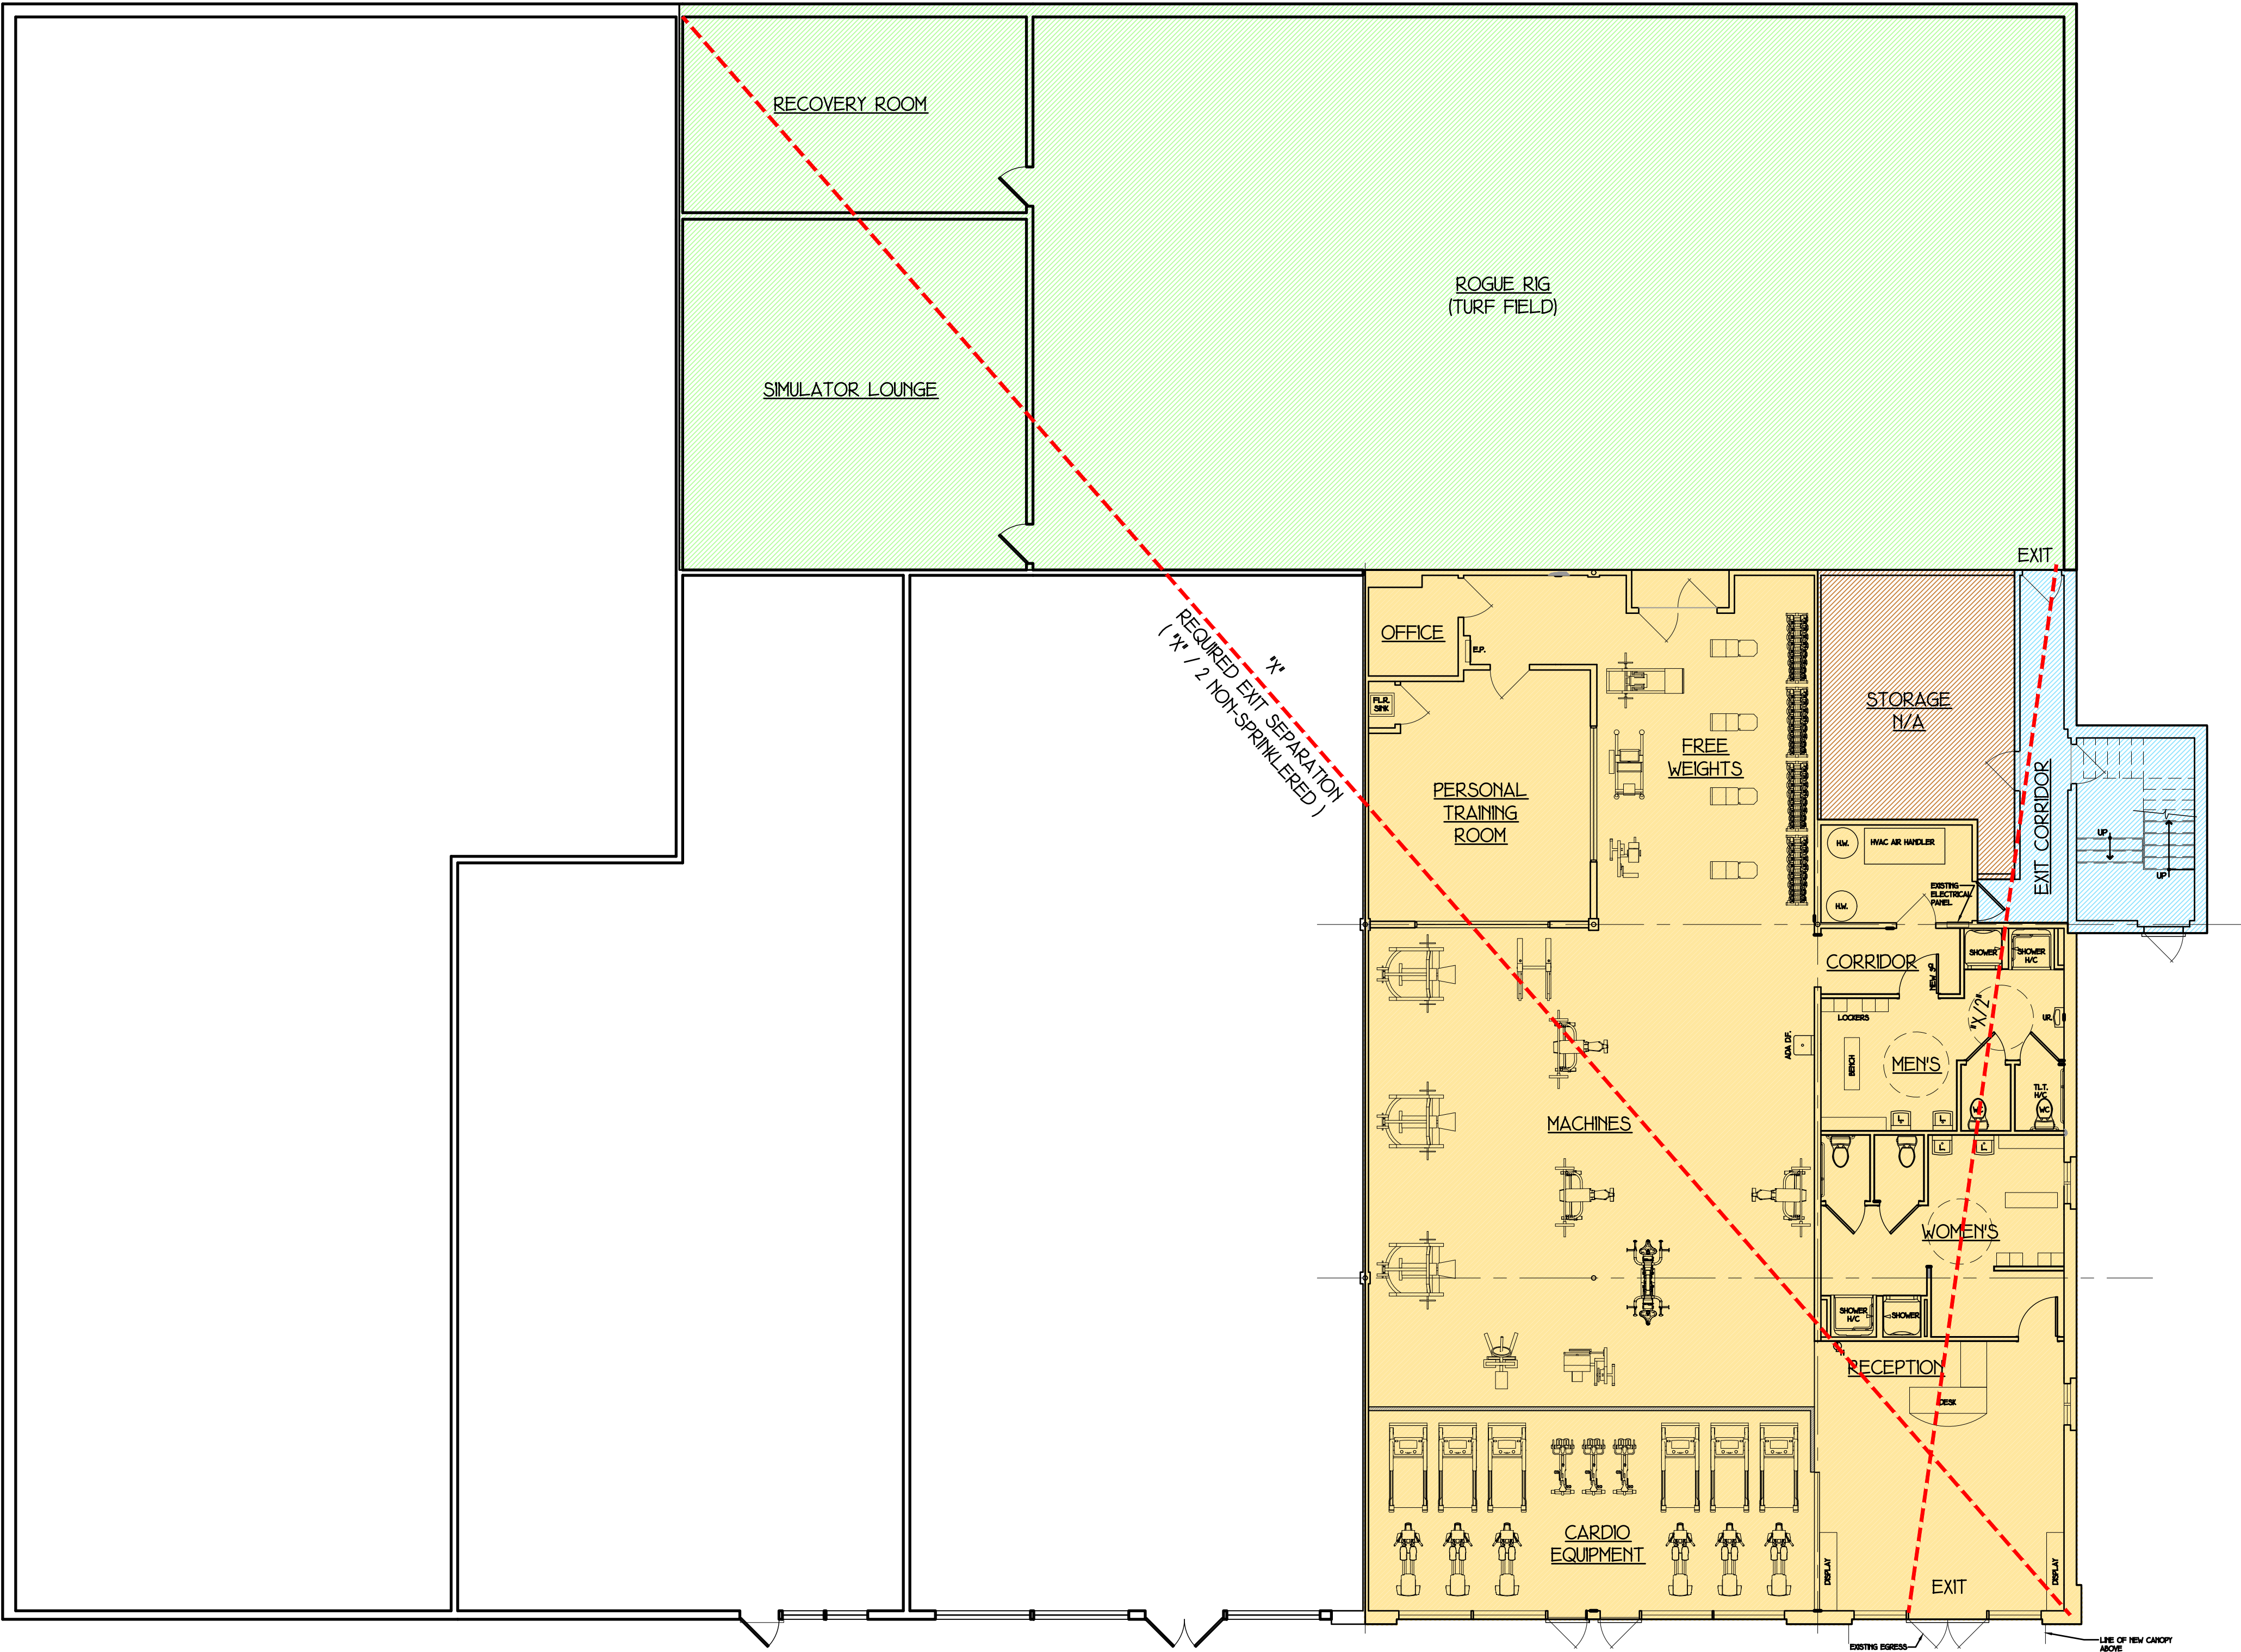 RECOVERY ROOM
ROGUE RIG
(TURF FIELD)
SIMULATOR LOUNGE
EXIT
"X"
REQUIRED EXIT SEPARATION
( "X" / 2 NON-SPRINKLERED )
OFFICE
E.P.
FLR.
SINK
PERSONAL
TRAINING
ROOM
FREE
WEIGHTS
STORAGE
N/A
EXIT CORRIDOR
UP
UP
H.W.
HVAC AIR HANDLER
H.W.
EXISTING
ELECTRICAL
PANEL
CORRIDOR
SHOWER
SHOWER
H/C
LOCKERS
"X/2"
UR.
ADA D.F.
BENCH
MEN'S
TLT.
H/C
WC
WC
L.
L.
MACHINES
L.
L.
WOMEN'S
SHOWER
H/C
SHOWER
RECEPTION
DESK
CARDIO
EQUIPMENT
DISPLAY
EXIT
DISPLAY
EXISTING EGRESS
LINE OF NEW CANOPY
ABOVE